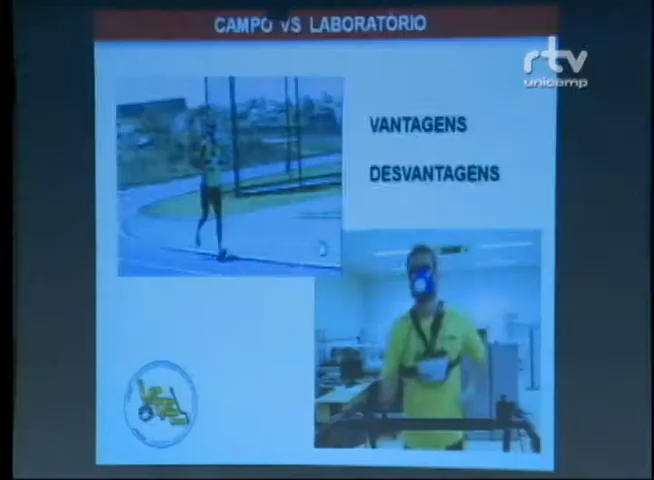 CAMPO VS LABORATÓRIO
rtv
unicamp
VANTAGENS
DESVANTAGENS